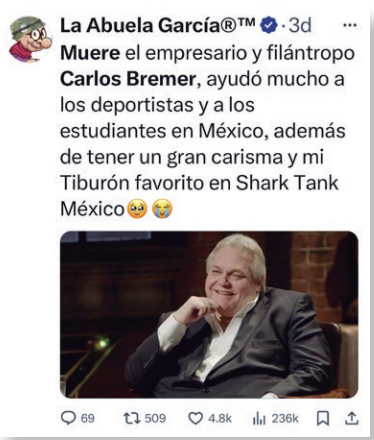 La Abuela García®™ · 3d ···
Muere el empresario y filántropo
Carlos Bremer, ayudó mucho a
los deportistas y a los
estudiantes en México, además
de tener un gran carisma y mi
Tiburón favorito en Shark Tank
México🥹😭
69 509 4.8k 236k